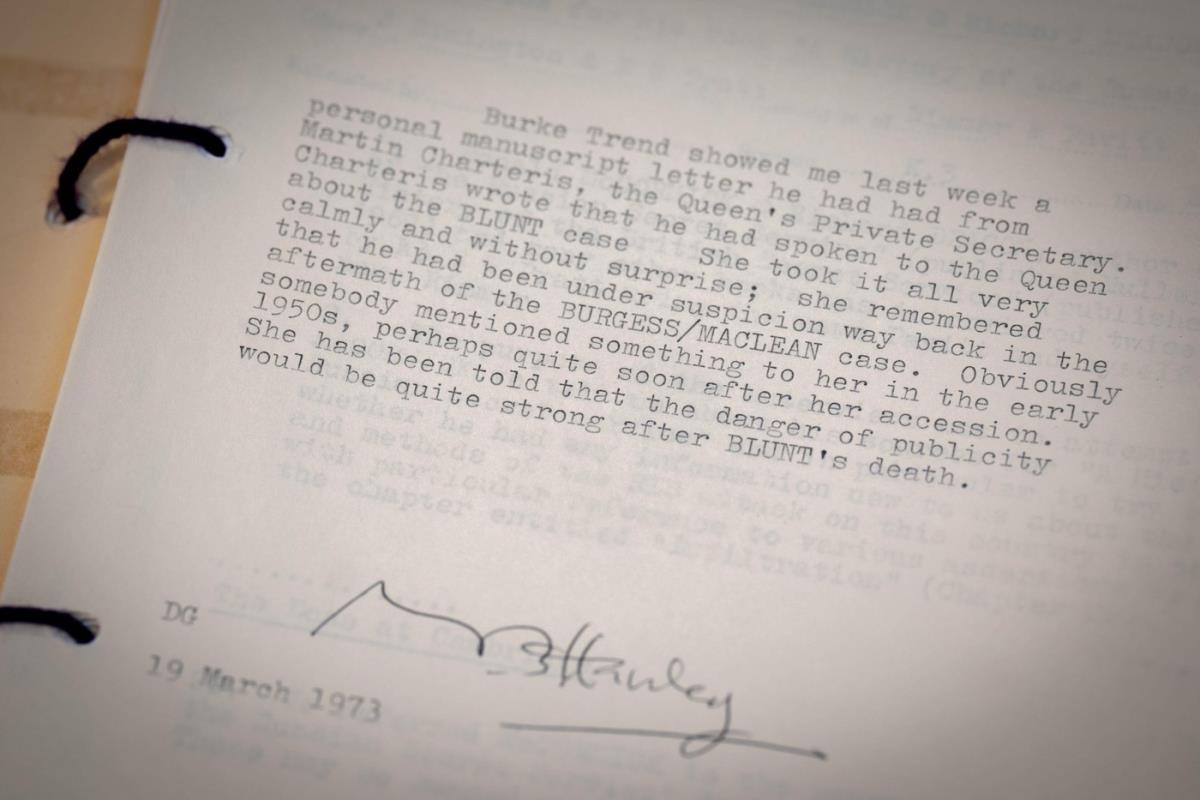 Burke Trend showed me last week a
personal manuscript letter he had had from
Martin Charteris, the Queen's Private Secretary.
Charteris wrote that he had spoken to the Queen
about the BLUNT case She took it all very
calmly and without surprise; she remembered
that he had been under suspicion way back in the
aftermath of the BURGESS/MACLEAN case. Obviously
somebody mentioned something to her in the early
1950s, perhaps quite soon after her accession.
She has been told that the danger of publicity
would be quite strong after BLUNT's death.
DG MBHanley
19 March 1973